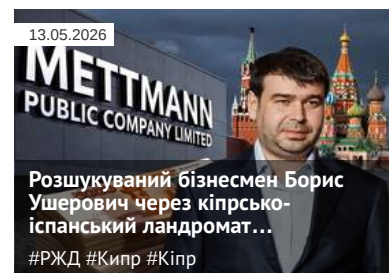 13.05.2026
METTMANN
PUBLIC COMPANY LIMITED
Розшукуваний бізнесмен Борис
Ушерович через кіпрсько-
іспанський ландромат…
#РЖД #Кипр #Кіпр